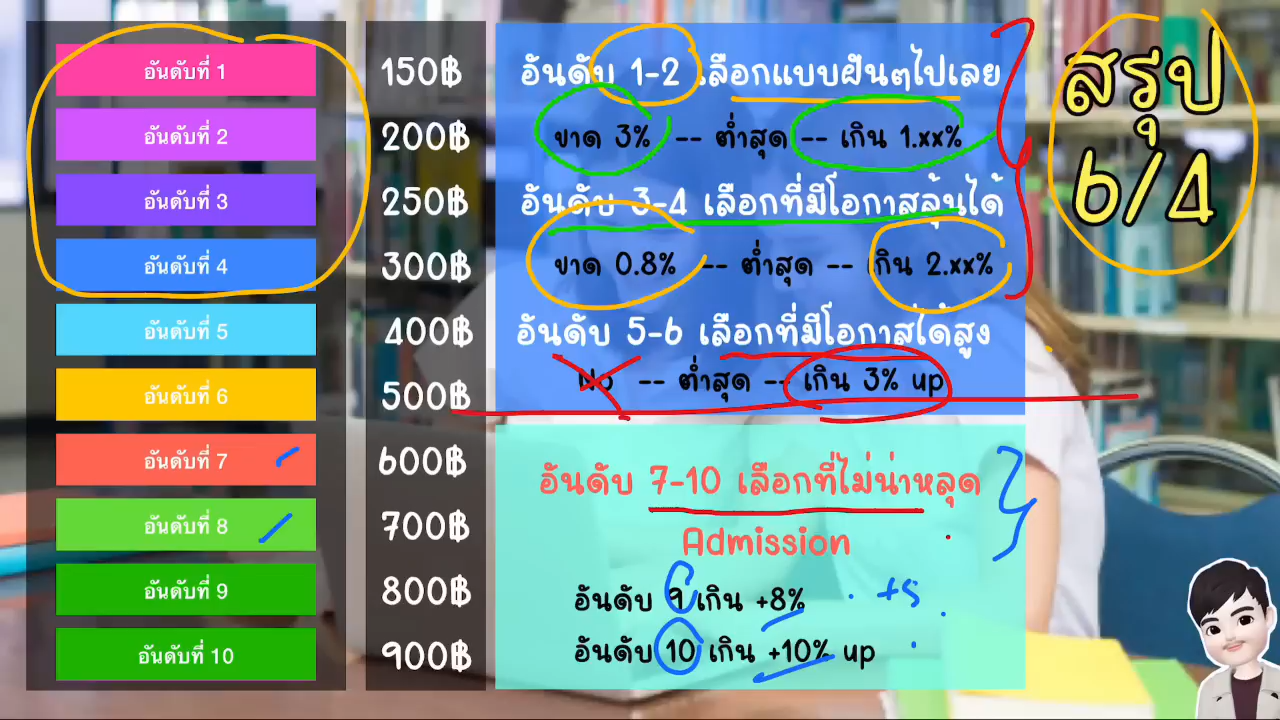 อันดับที่ 1
150฿
อันดับที่ 2
200฿
อันดับที่ 3
250฿
อันดับที่ 4
300฿
อันดับที่ 5
400฿
อันดับที่ 6
500฿
อันดับที่ 7
600฿
อันดับที่ 8
700฿
อันดับที่ 9
800฿
อันดับที่ 10
900฿
อันดับ 1-2 เลือกแบบฝันๆไปเลย
ขาด 3% -- ต่ำสุด -- เกิน 1.xx%
อันดับ 3-4 เลือกที่มีโอกาสลุ้นได้
ขาด 0.8% -- ต่ำสุด -- เกิน 2.xx%
อันดับ 5-6 เลือกที่มีโอกาสได้สูง
No -- ต่ำสุด -- เกิน 3% up
อันดับ 7-10 เลือกที่ไม่น่าหลุด
Admission
อันดับ 9 เกิน +8%
อันดับ 10 เกิน +10% up
สรุป
6/4